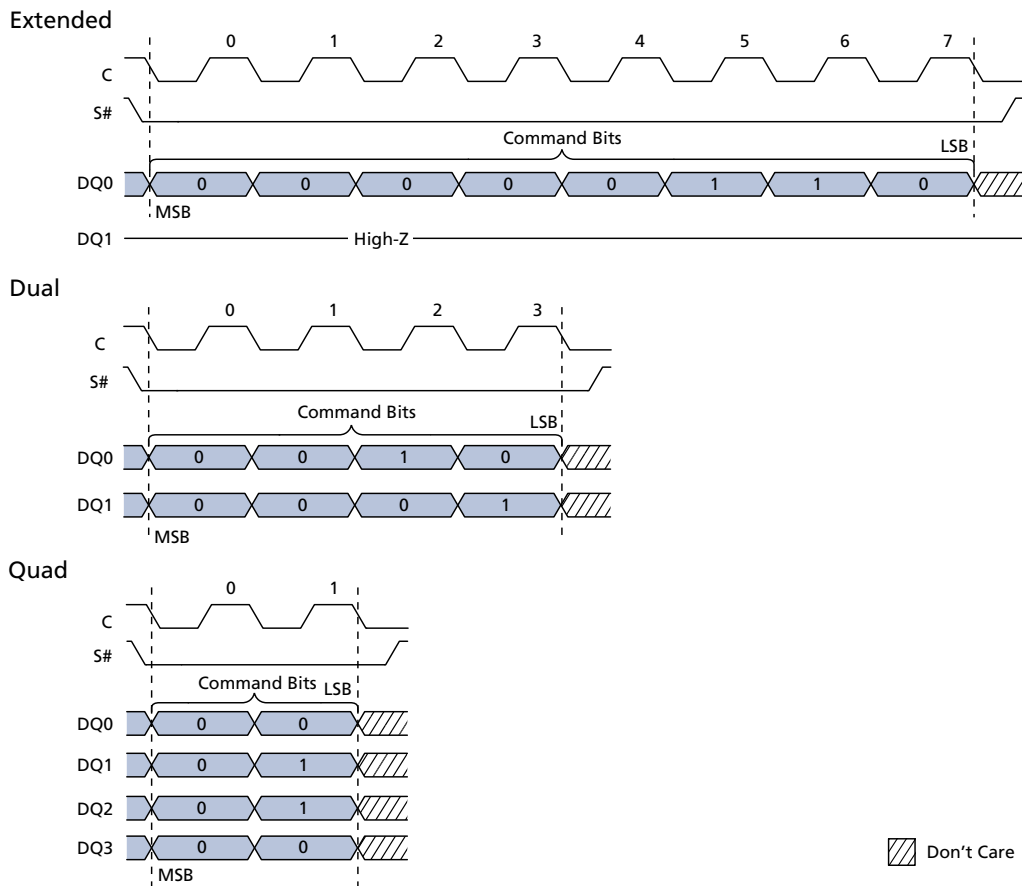 Extended
0 1 2 3 4 5 6 7
C
S#
Command Bits LSB
DQ0 0 0 0 0 0 1 1 0
MSB
DQ1 High-Z
Dual
0 1 2 3
C
S#
Command Bits
LSB
DQ0 0 0 1 0
DQ1 0 0 0 1
MSB
Quad
0 1
C
S#
Command Bits LSB
DQ0 0 0
DQ1 0 1
DQ2 0 1
DQ3 0 0
Don't Care
MSB